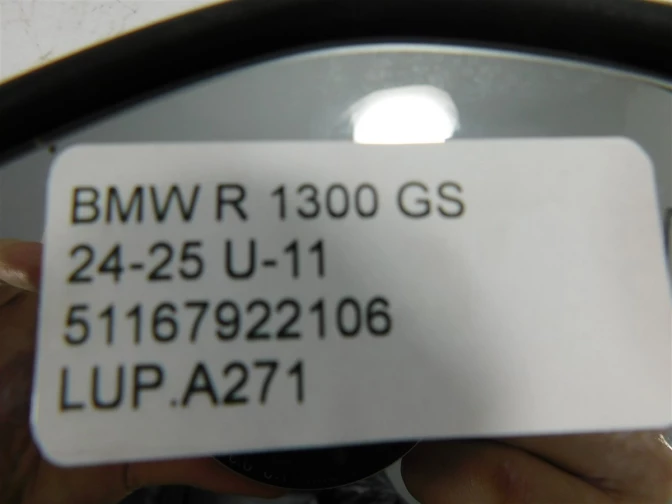 BMW R 1300 GS
24-25 U-11
51167922106
LUP.A271